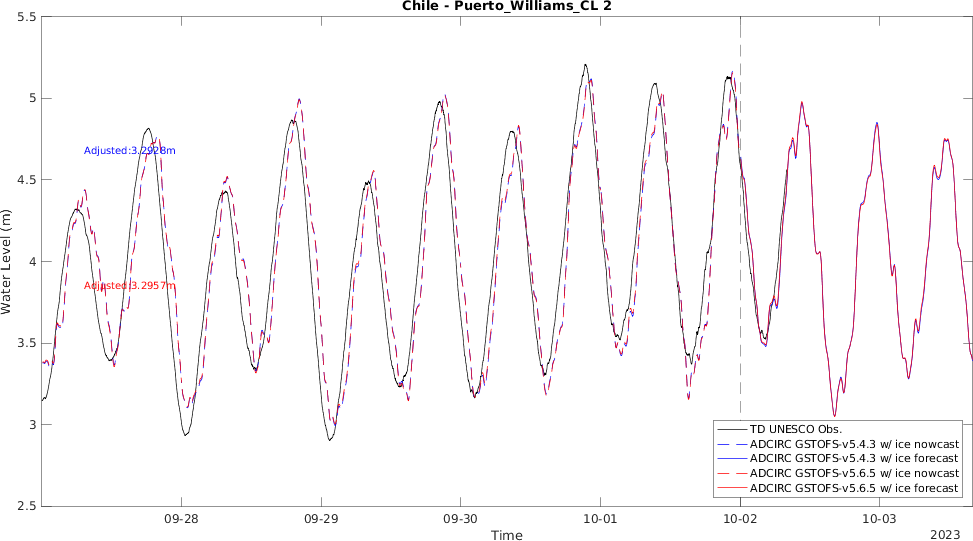 Chile - Puerto_Williams_CL 2
Water Level (m)
5.5
5
4.5
4
3.5
3
2.5
Adjusted:3.2928m
Adjusted:3.2957m
TD UNESCO Obs.
ADCIRC GSTOFS-v5.4.3 w/ ice nowcast
ADCIRC GSTOFS-v5.4.3 w/ ice forecast
ADCIRC GSTOFS-v5.6.5 w/ ice nowcast
ADCIRC GSTOFS-v5.6.5 w/ ice forecast
09-28 09-29 09-30 10-01 10-02 10-03
Time
2023